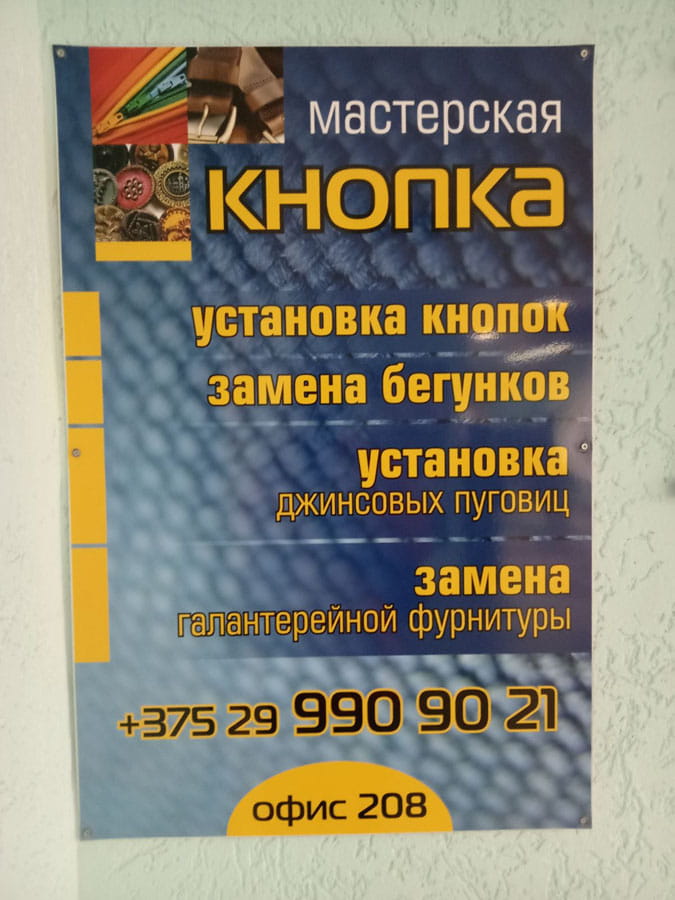 мастерская
кнопка
установка кнопок
замена бегунков
установка
джинсовых пуговиц
замена
галантерейной фурнитуры
+375 29 990 90 21
офис 208